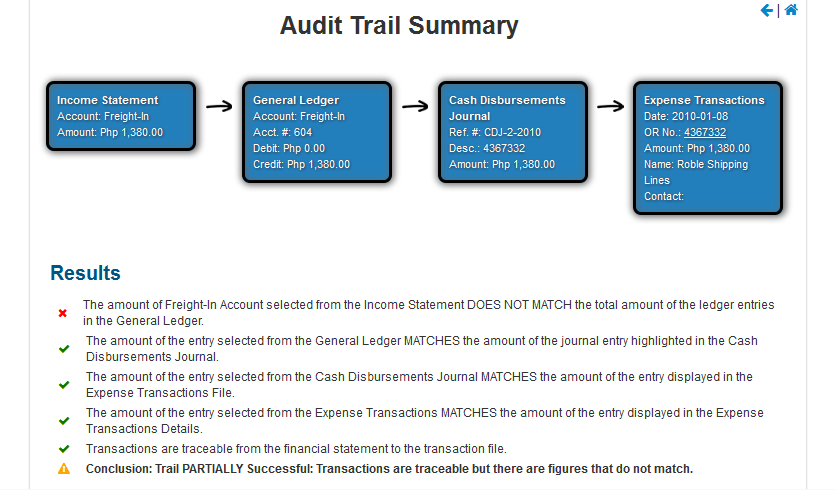 Audit Trail Summary
|
Income Statement
Account: Freight-In
Amount: Php 1,380.00
General Ledger
Account: Freight-In
Acct. #: 604
Debit: Php 0.00
Credit: Php 1,380.00
Cash Disbursements
Journal
Ref. #: CDJ-2-2010
Desc.: 4367332
Amount: Php 1,380.00
Expense Transactions
Date: 2010-01-08
OR No.: 4367332
Amount: Php 1,380.00
Name: Roble Shipping
Lines
Contact:
Results
The amount of Freight-In Account selected from the Income Statement DOES NOT MATCH the total amount of the ledger entries
in the General Ledger.
The amount of the entry selected from the General Ledger MATCHES the amount of the journal entry highlighted in the Cash
Disbursements Journal.
The amount of the entry selected from the Cash Disbursements Journal MATCHES the amount of the entry displayed in the
Expense Transactions File.
The amount of the entry selected from the Expense Transactions MATCHES the amount of the entry displayed in the Expense
Transactions Details.
Transactions are traceable from the financial statement to the transaction file.
Conclusion: Trail PARTIALLY Successful: Transactions are traceable but there are figures that do not match.